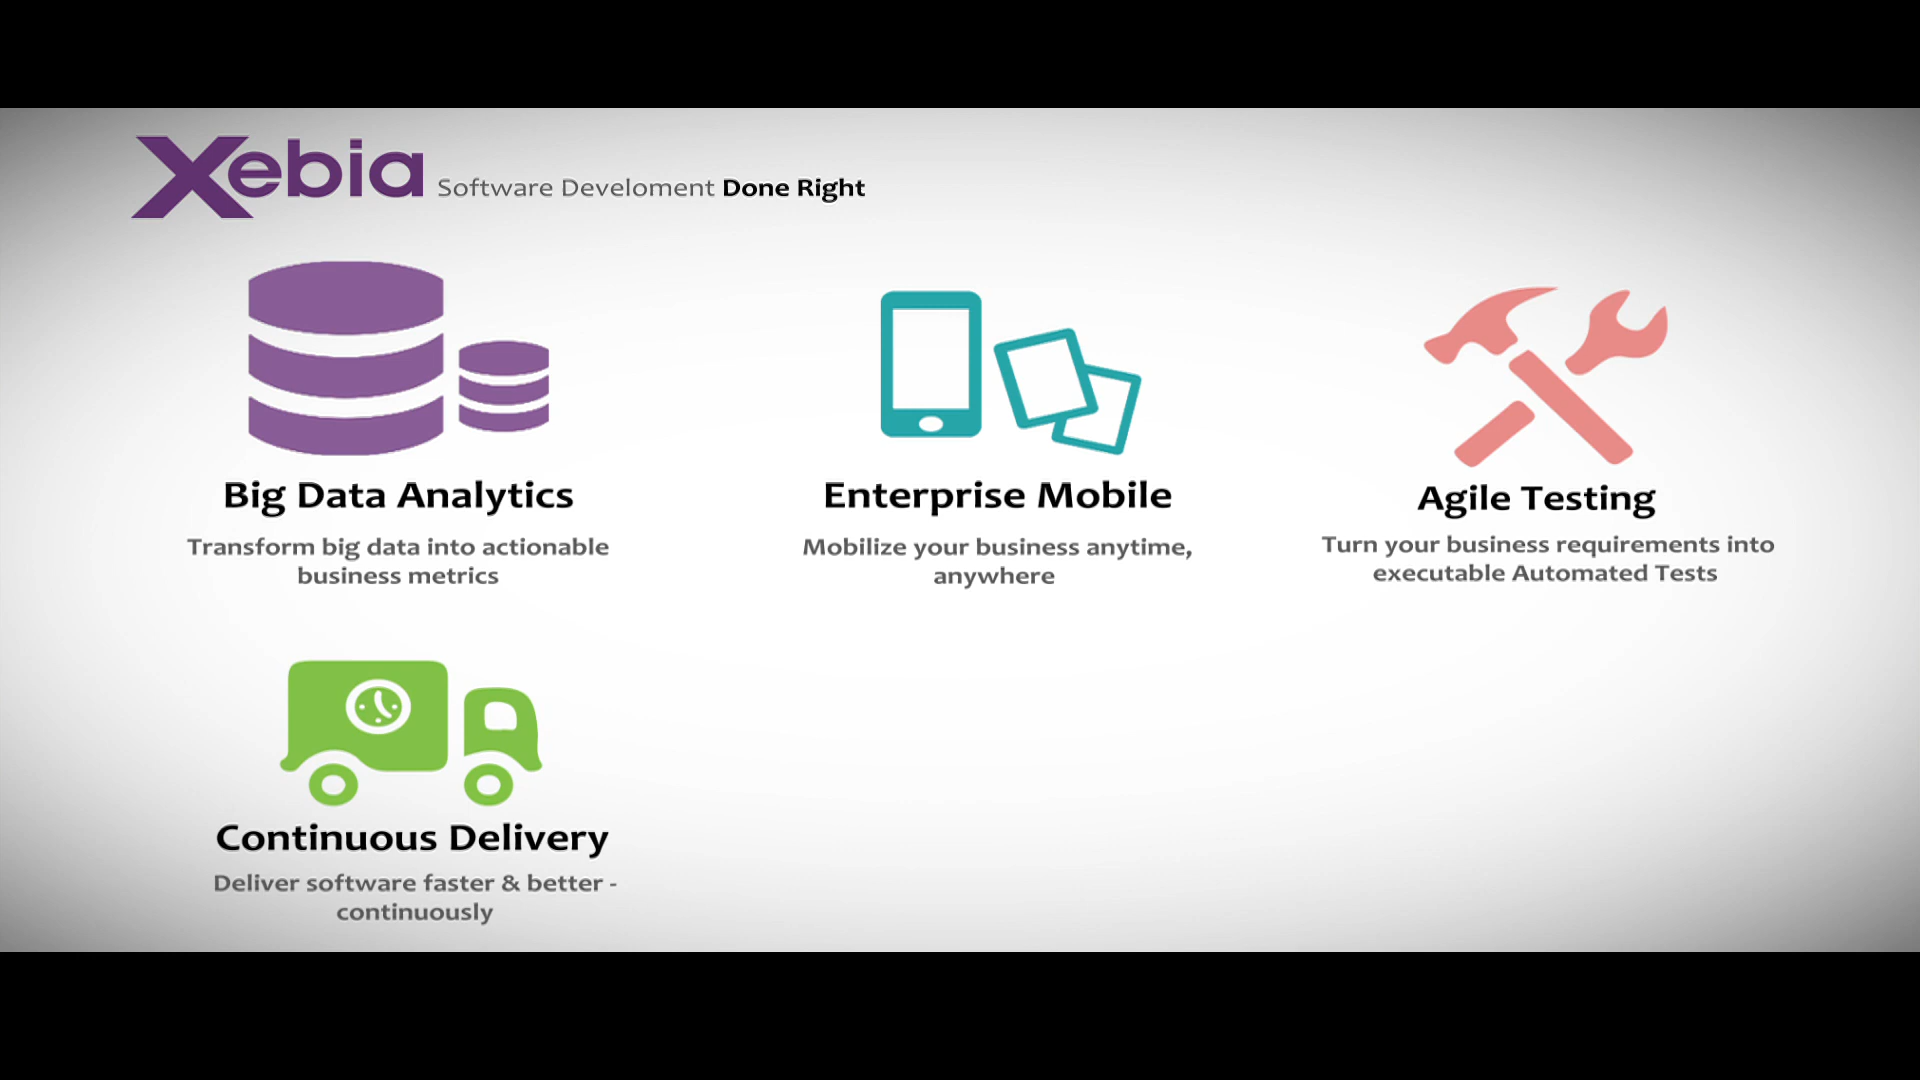 Xebia Software Develoment Done Right
Big Data Analytics
Transform big data into actionable
business metrics
Enterprise Mobile
Mobilize your business anytime,
anywhere
Agile Testing
Turn your business requirements into
executable Automated Tests
Continuous Delivery
Deliver software faster & better -
continuously